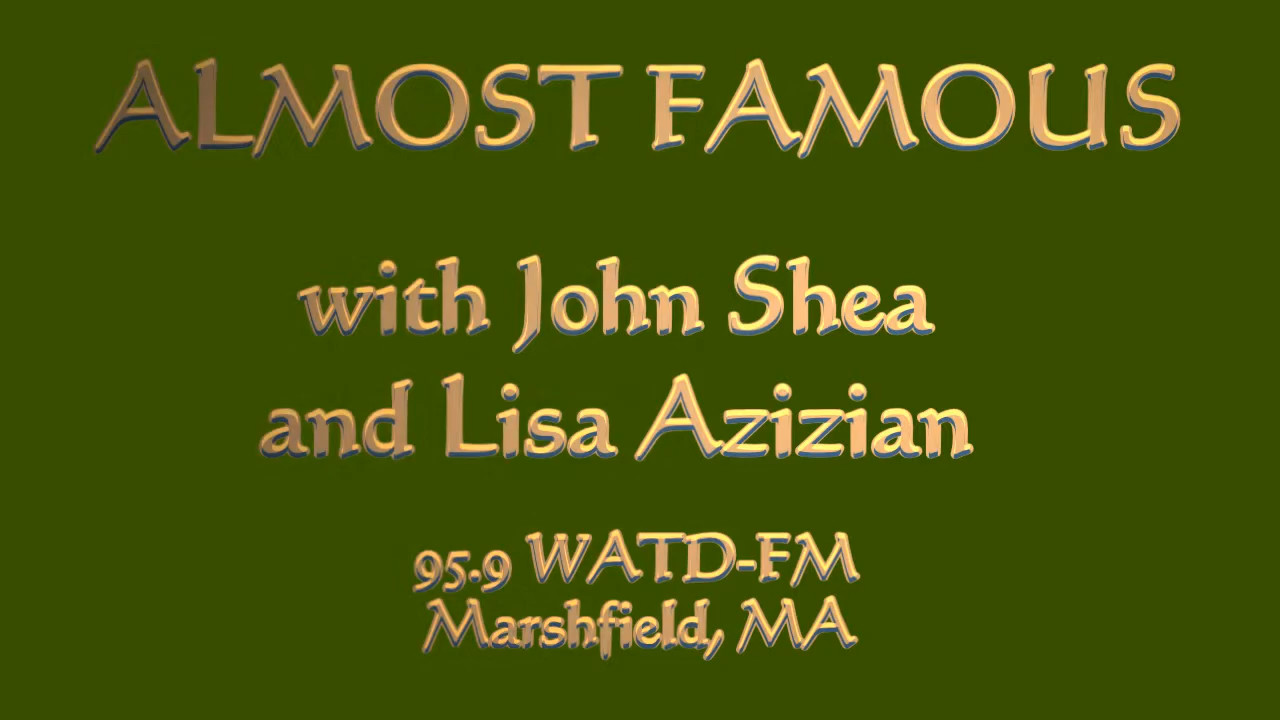 ALMOST FAMOUS
with John Shea
and Lisa Azizian
95.9 WATD-FM
Marshfield, MA